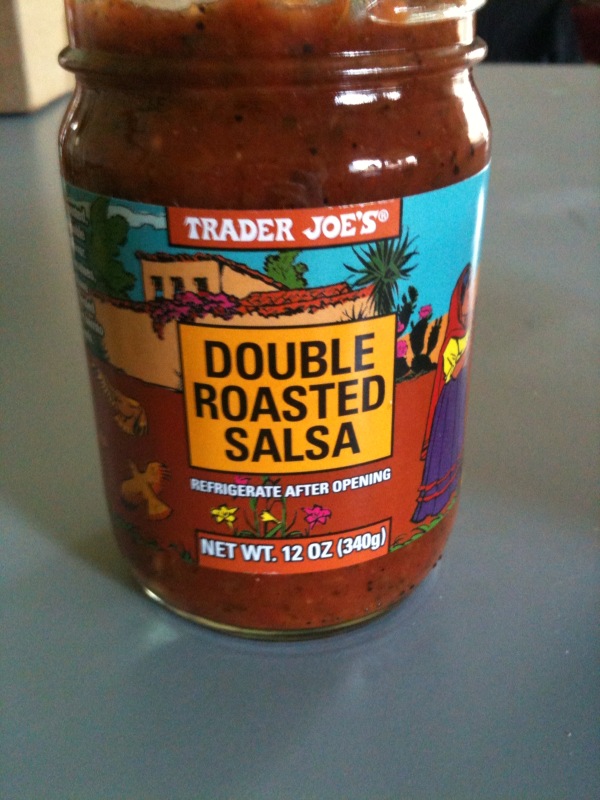 TRADER JOE'S®
DOUBLE
ROASTED
SALSA
REFRIGERATE AFTER OPENING
NET WT. 12 OZ (340g)